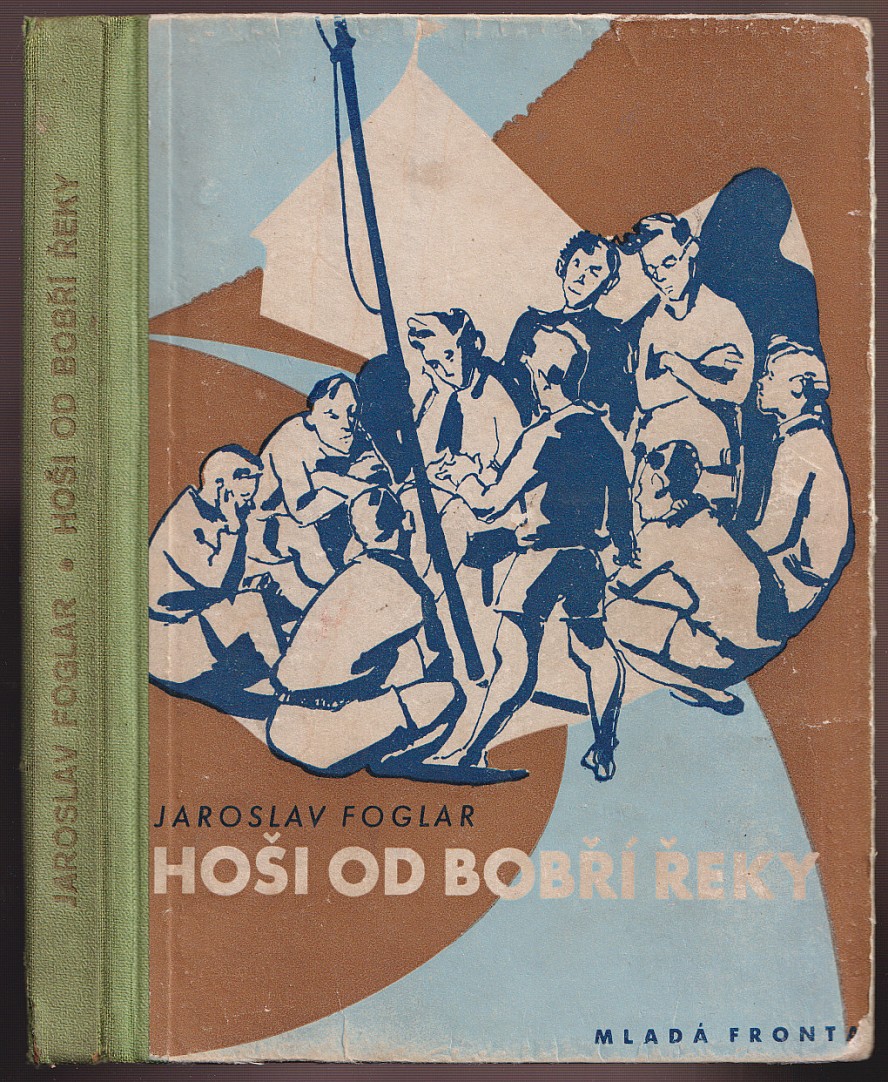 JAROSLAV FOGLAR • HOŠI OD BOBŘÍ ŘEKY
JAROSLAV FOGLAR
HOŠI OD BOBŘÍ ŘEKY
MLADÁ FRONTA